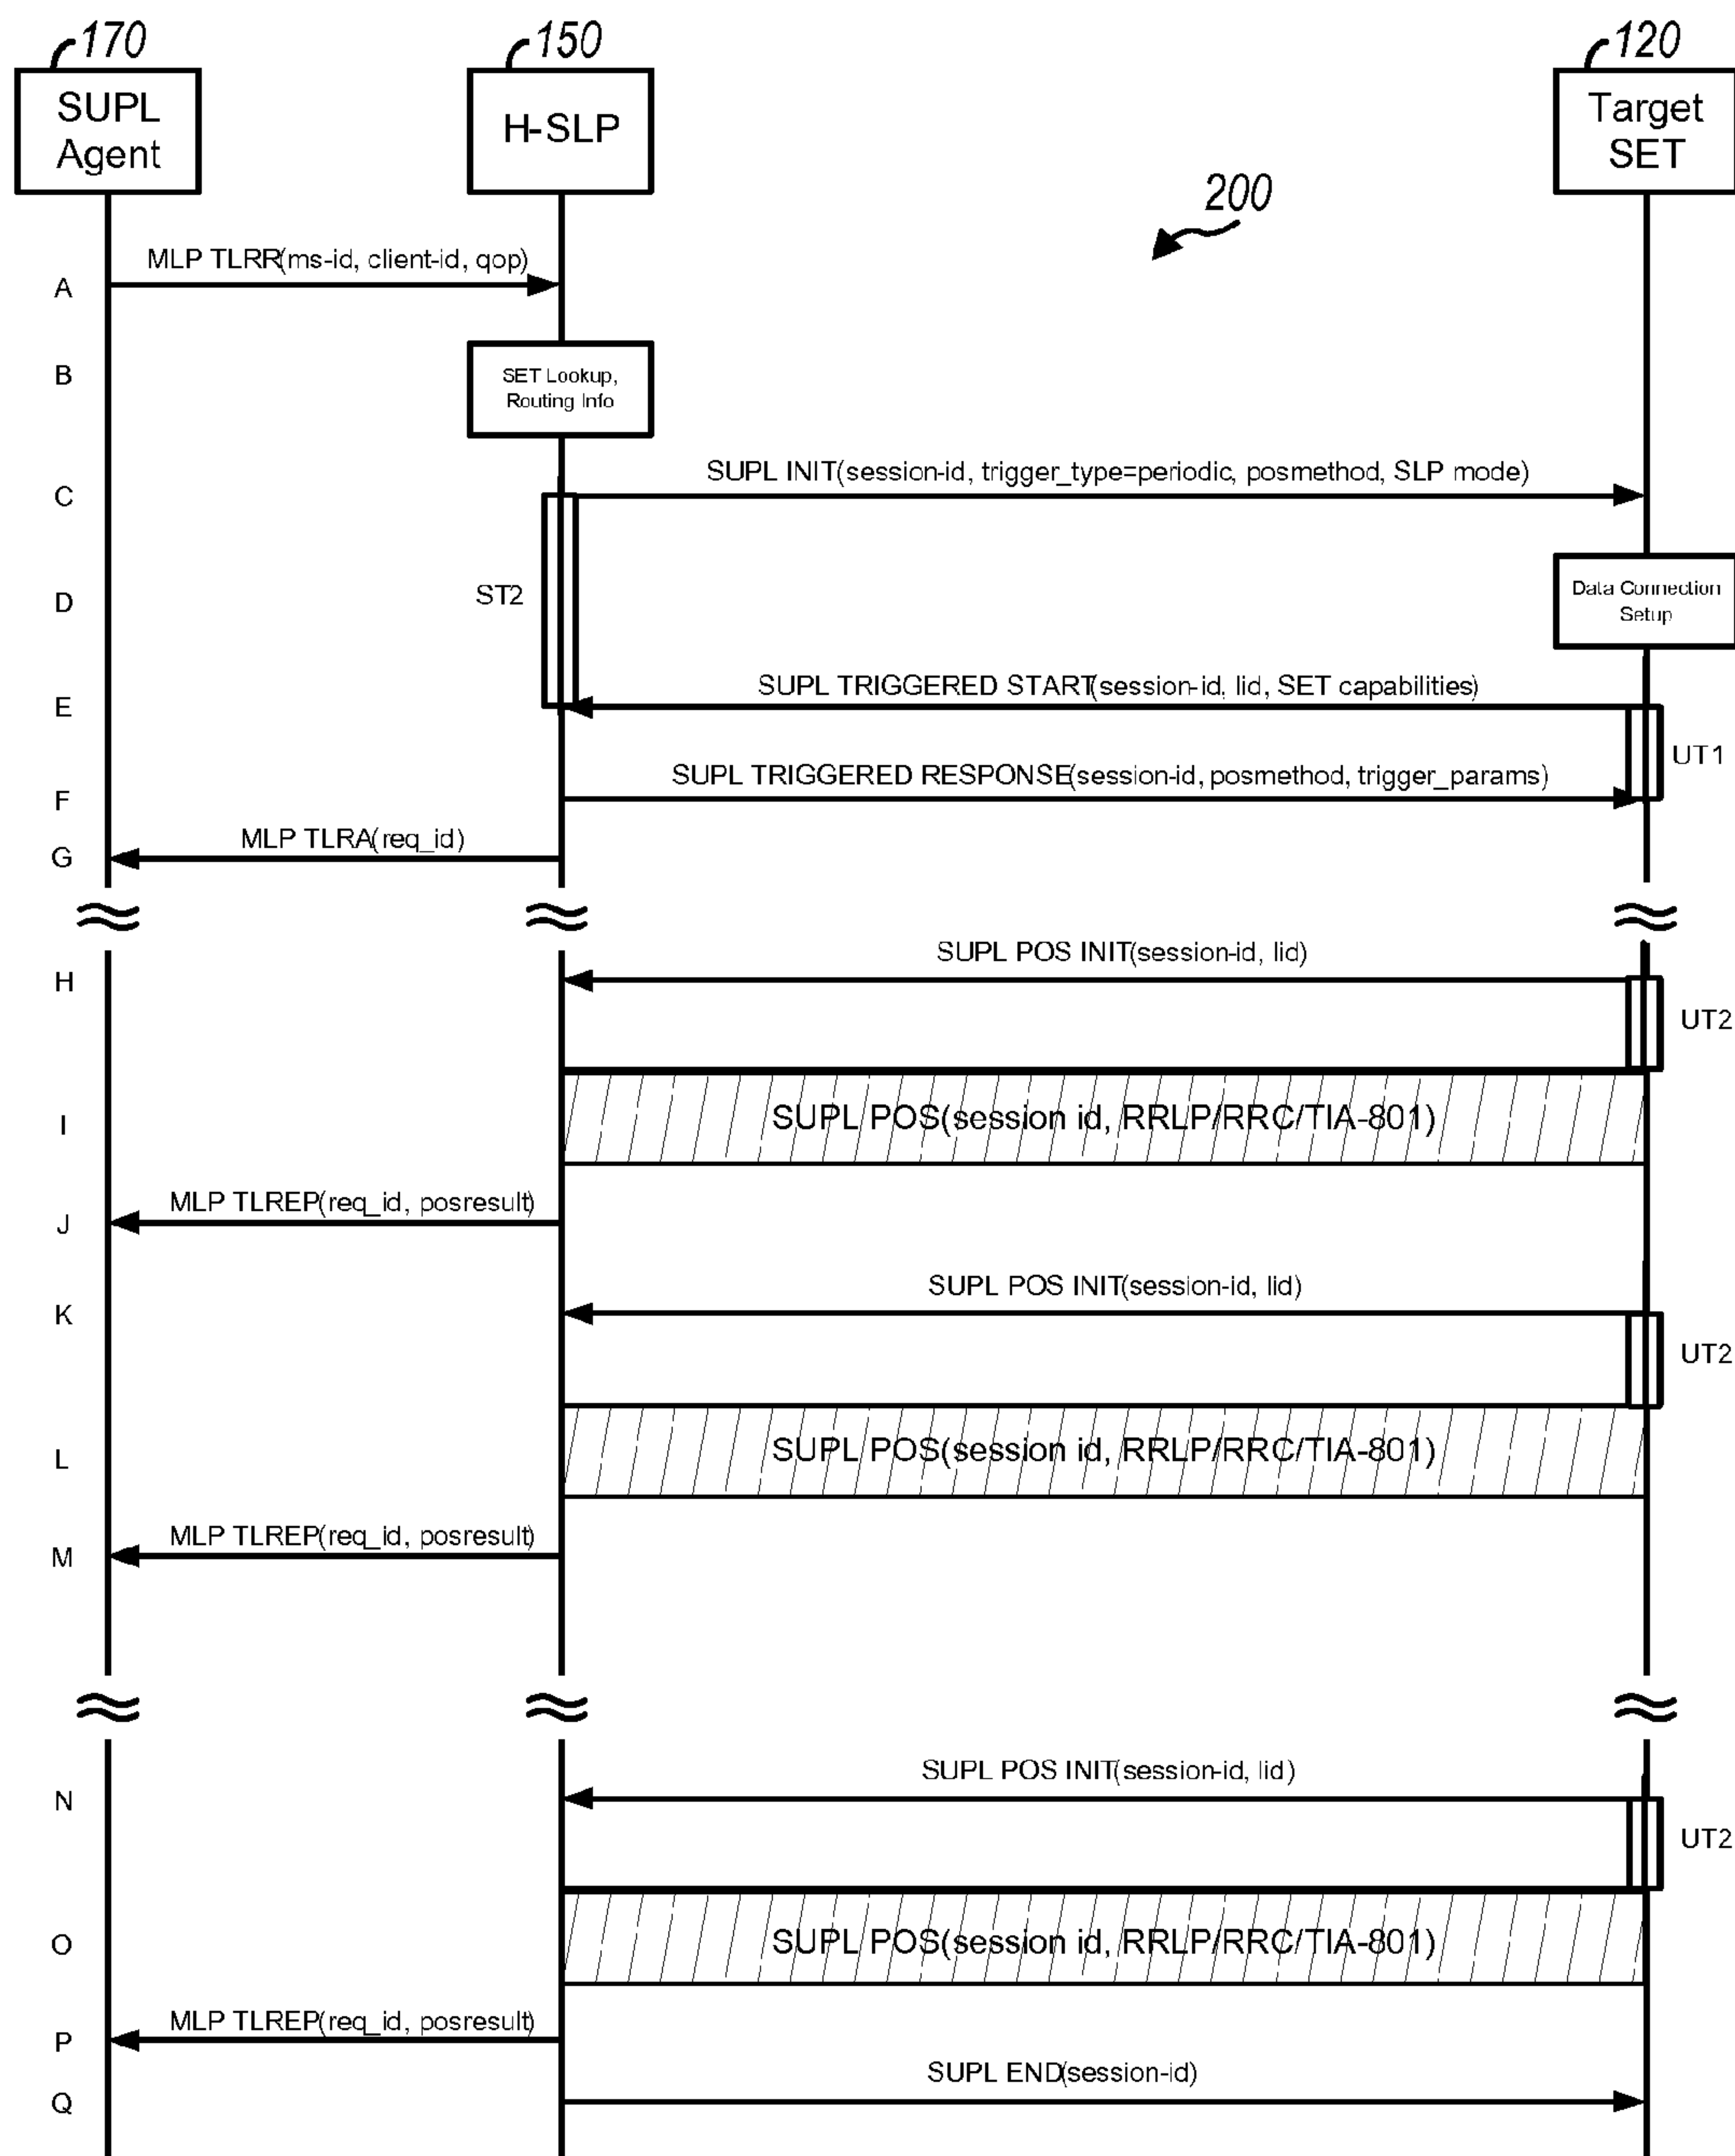 170
150
120
SUPL
Agent
H-SLP
Target
SET
200
MLP TLRR(ms-id, client-id, qop)
A
B
SET Lookup,
Routing Info
SUPL INIT(session-id, trigger_type=periodic, posmethod, SLP mode)
C
ST2
D
Data Connection
Setup
SUPL TRIGGERED START(session-id, lid, SET capabilities)
E
UT1
SUPL TRIGGERED RESPONSE(session-id, posmethod, trigger_params)
F
MLP TLRA(req_id)
G
SUPL POS INIT(session-id, lid)
H
UT2
SUPL POS(session id, RRLP/RRC/TIA-801)
I
MLP TLREP(req_id, posresult)
J
SUPL POS INIT(session-id, lid)
K
UT2
SUPL POS(session id, RRLP/RRC/TIA-801)
L
MLP TLREP(req_id, posresult)
M
SUPL POS INIT(session-id, lid)
N
UT2
SUPL POS(session id, RRLP/RRC/TIA-801)
O
MLP TLREP(req_id, posresult)
P
SUPL END(session-id)
Q